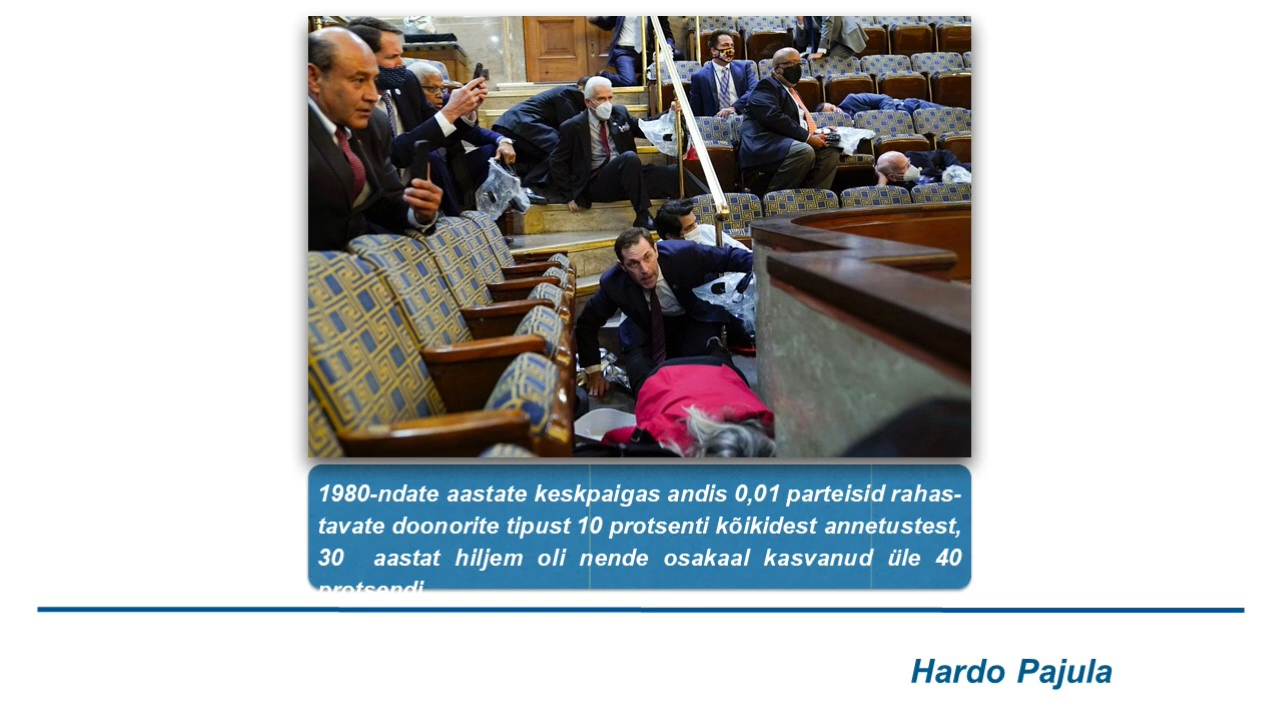 1980-ndate aastate keskpaigas andis 0,01 parteisid rahas-
tavate doonorite tipust 10 protsenti kõikidest annetustest,
30 aastat hiljem oli nende osakaal kasvanud üle 40
protsendi
Hardo Pajula